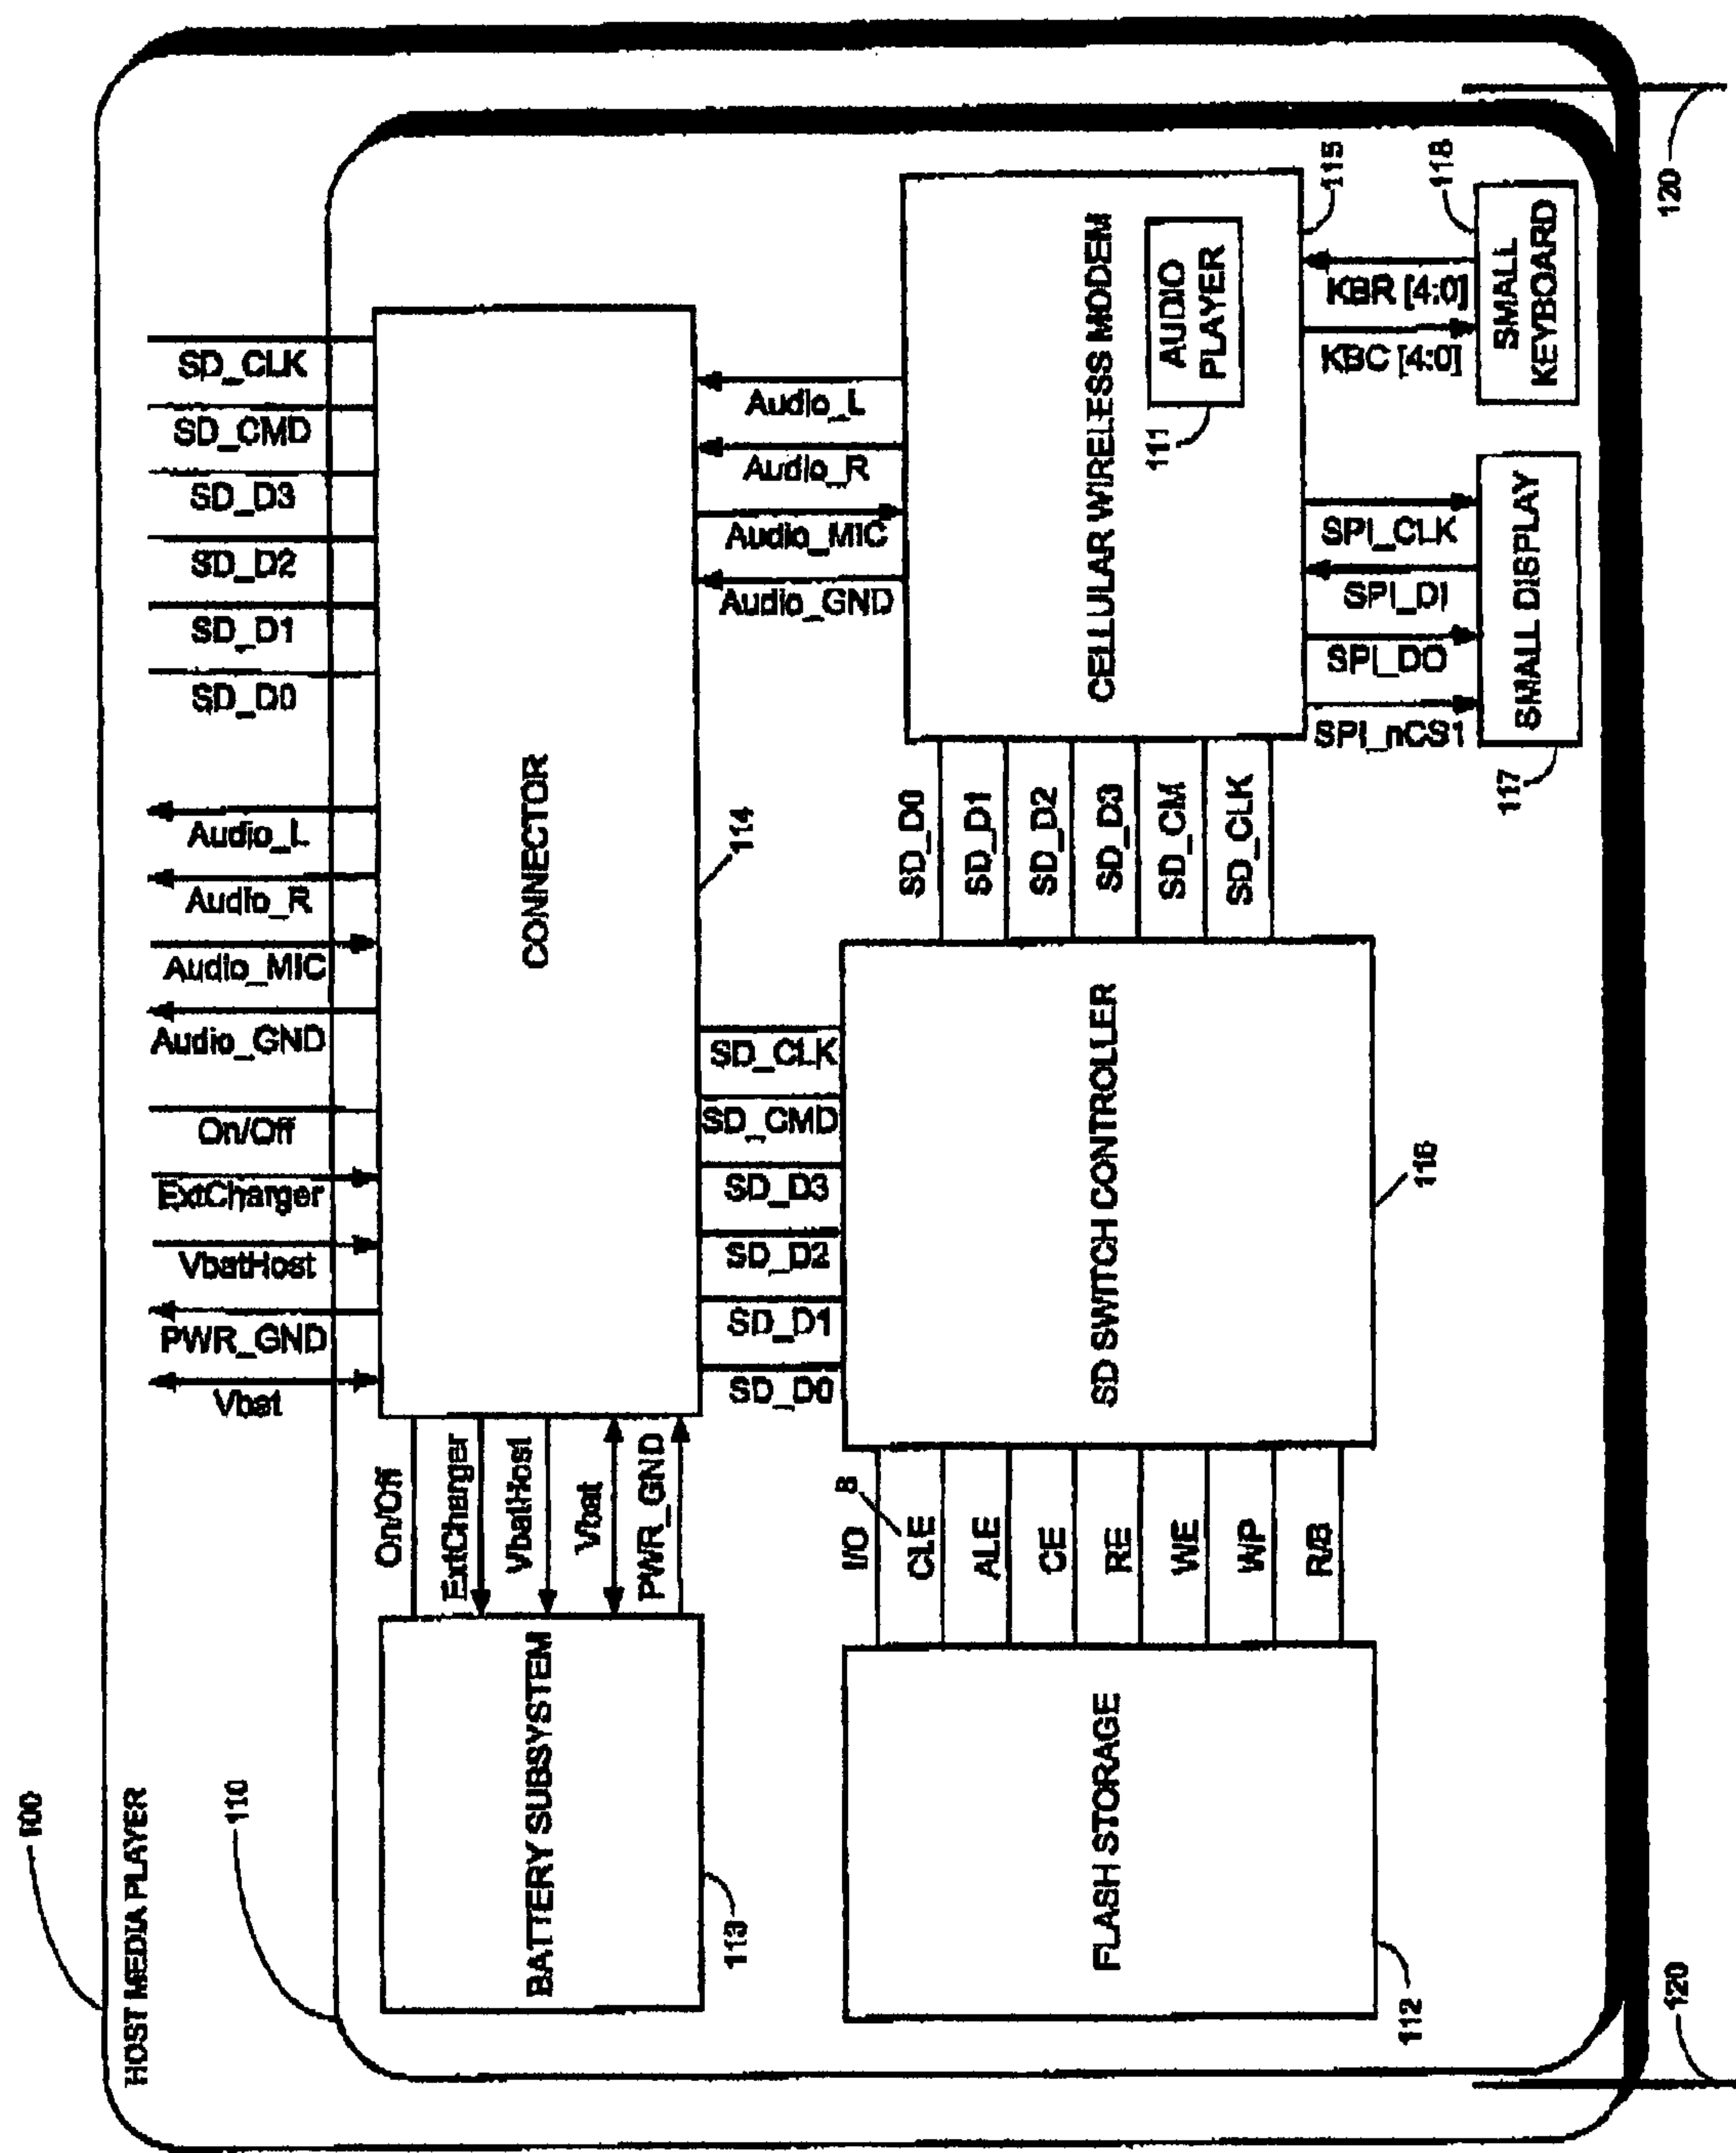 100
HOST MEDIA PLAYER
110
Vbat
PWR_GND
VbatHost
ExtCharger
On/Off
Audio_GND
Audio_MIC
Audio_R
Audio_L
SD_D0
SD_D1
SD_D2
SD_D3
SD_CMD
SD_CLK
BATTERY SUBSYSTEM
113
On/Off
ExtCharger
VbatHost
Vbat
PWR_GND
CONNECTOR
114
SD_D0
SD_D1
SD_D2
SD_D3
SD_CMD
SD_CLK
Audio_GND
Audio_MIC
Audio_R
Audio_L
FLASH STORAGE
112
I/O
8
CLE
ALE
CE
RE
WE
WP
R/B
SD SWITCH CONTROLLER
116
SD_D0
SD_D1
SD_D2
SD_D3
SD_CM
SD_CLK
CELLULAR WIRELESS MODEM
111
AUDIO
PLAYER
115
SPI_nCS1
SPI_DO
SPI_DI
SPI_CLK
KBC [4:0]
KBR [4:0]
118
117
SMALL DISPLAY
SMALL
KEYBOARD
120
120